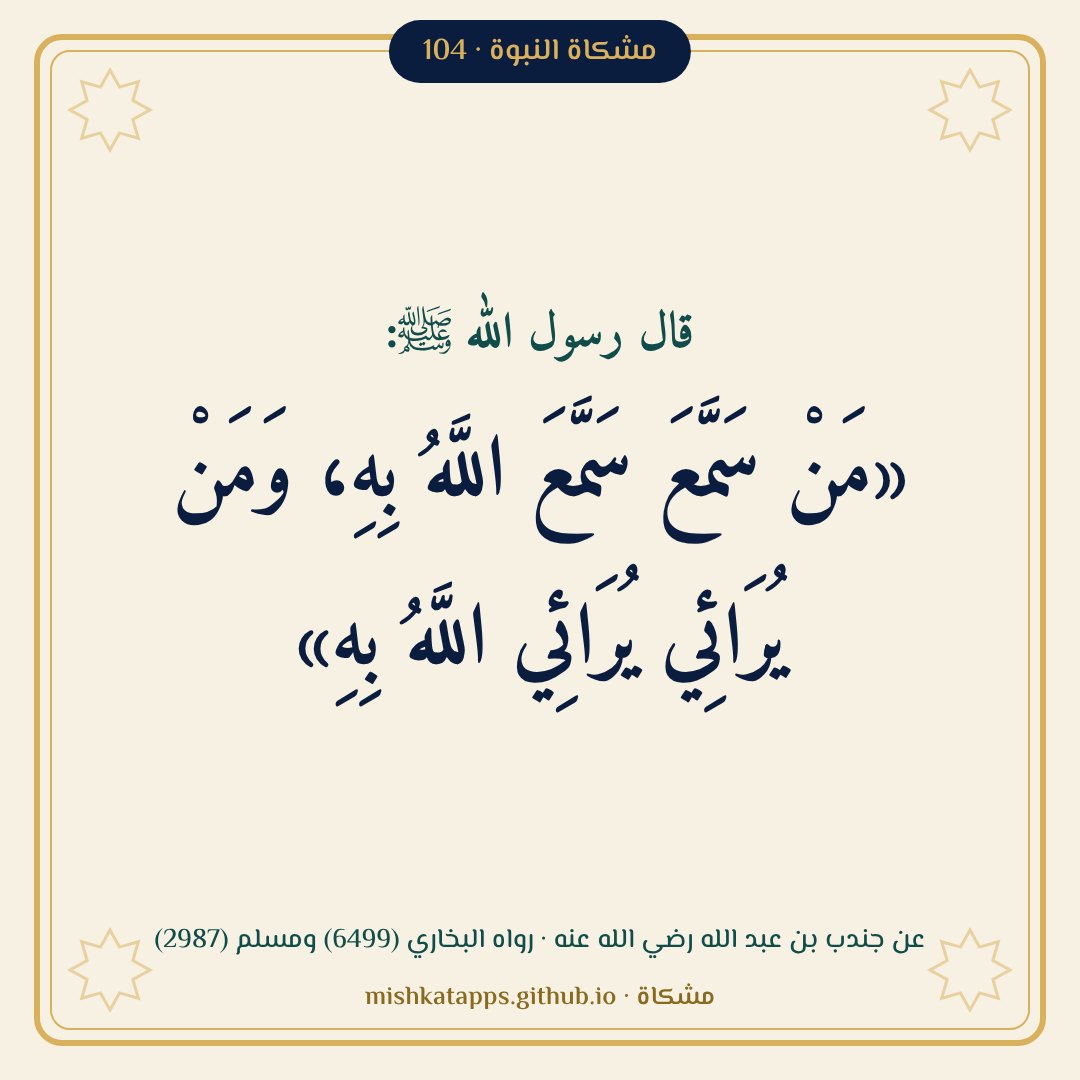 مشكاة النبوة · 104
قال رسول الله ﷺ:
«مَنْ سَمَّعَ سَمَّعَ اللَّهُ بِهِ، وَمَنْ
يُرَائِي يُرَائِي اللَّهُ بِهِ»
عن جندب بن عبد الله رضي الله عنه · رواه البخاري (6499) ومسلم (2987)
مشكاة · mishkatapps.github.io